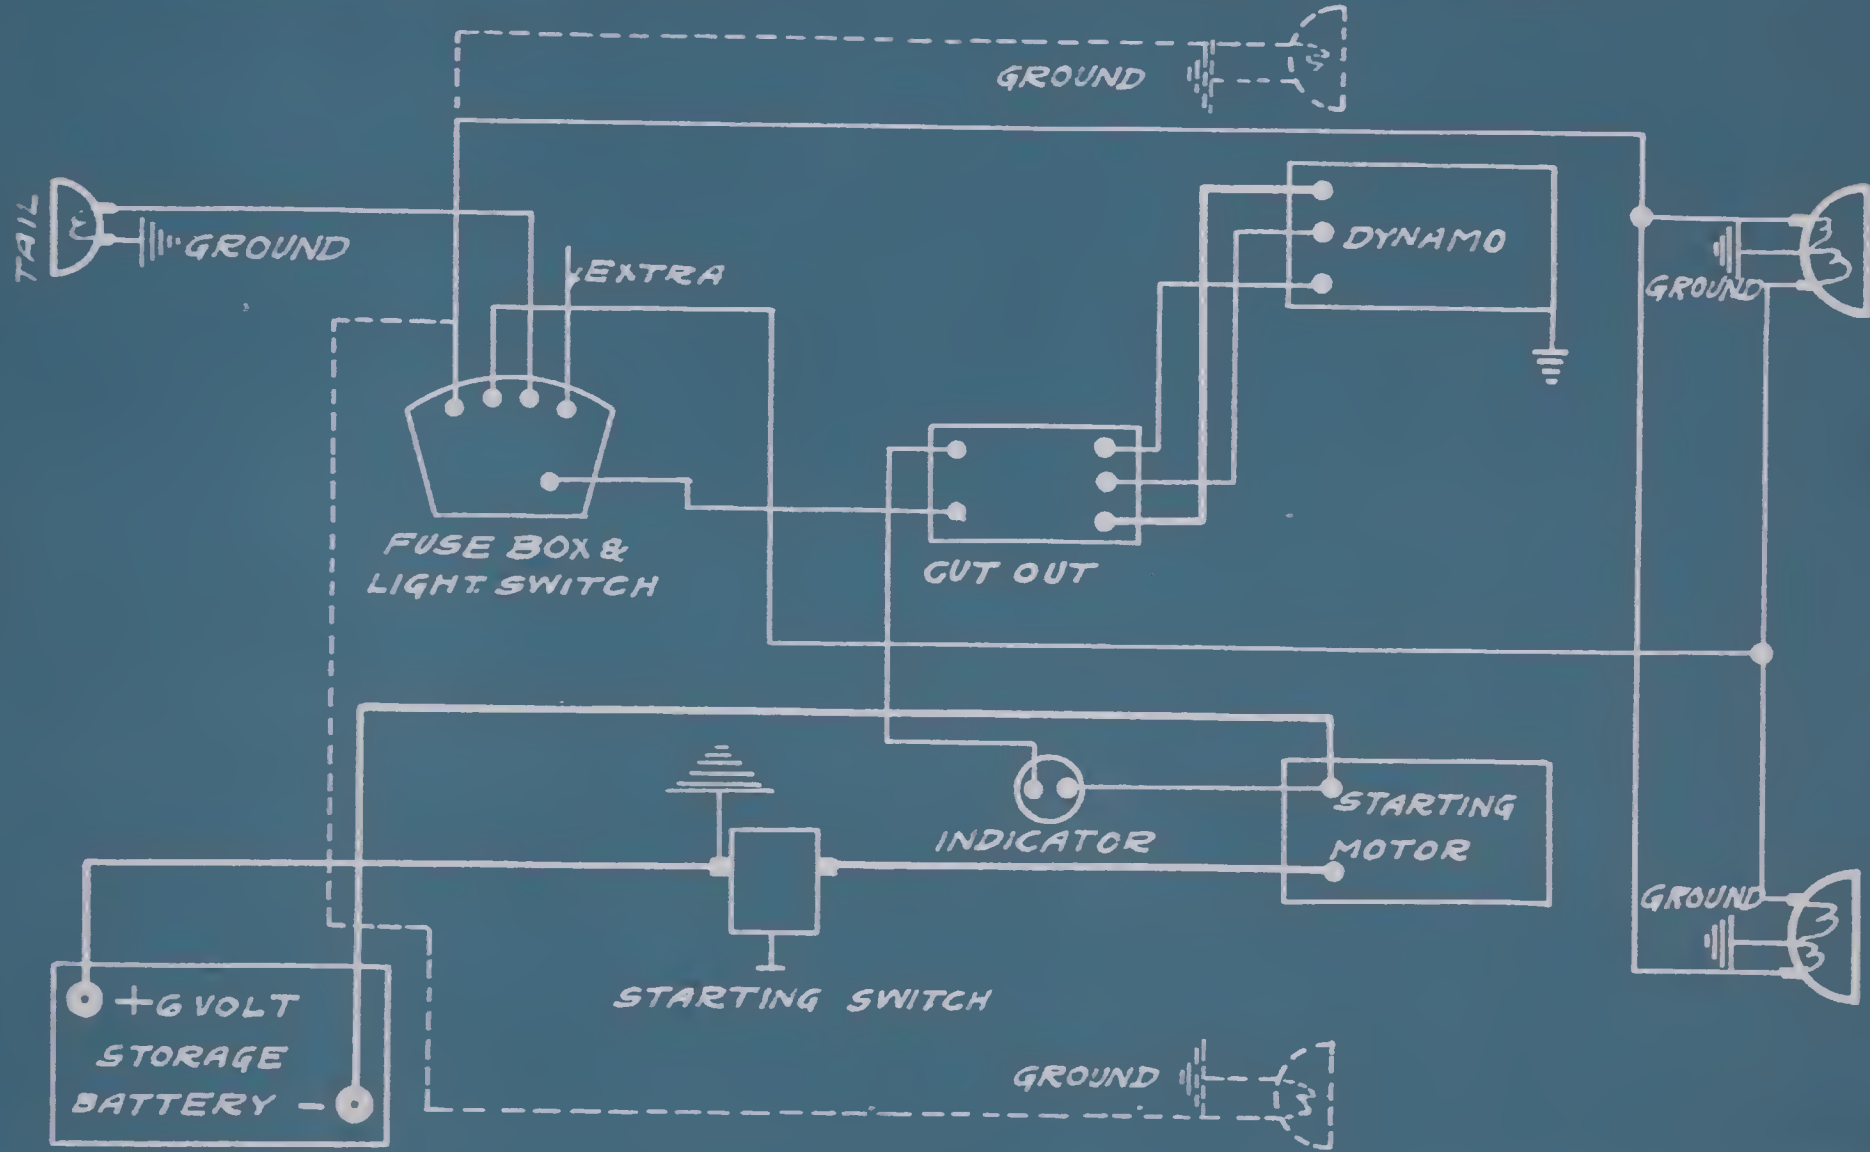 GROUND
TAIL
GROUND
EXTRA
DYNAMO
GROUND
FUSE BOX &
LIGHT SWITCH
CUT OUT
INDICATOR
STARTING
MOTOR
GROUND
STARTING SWITCH
+6 VOLT
STORAGE
BATTERY -
GROUND